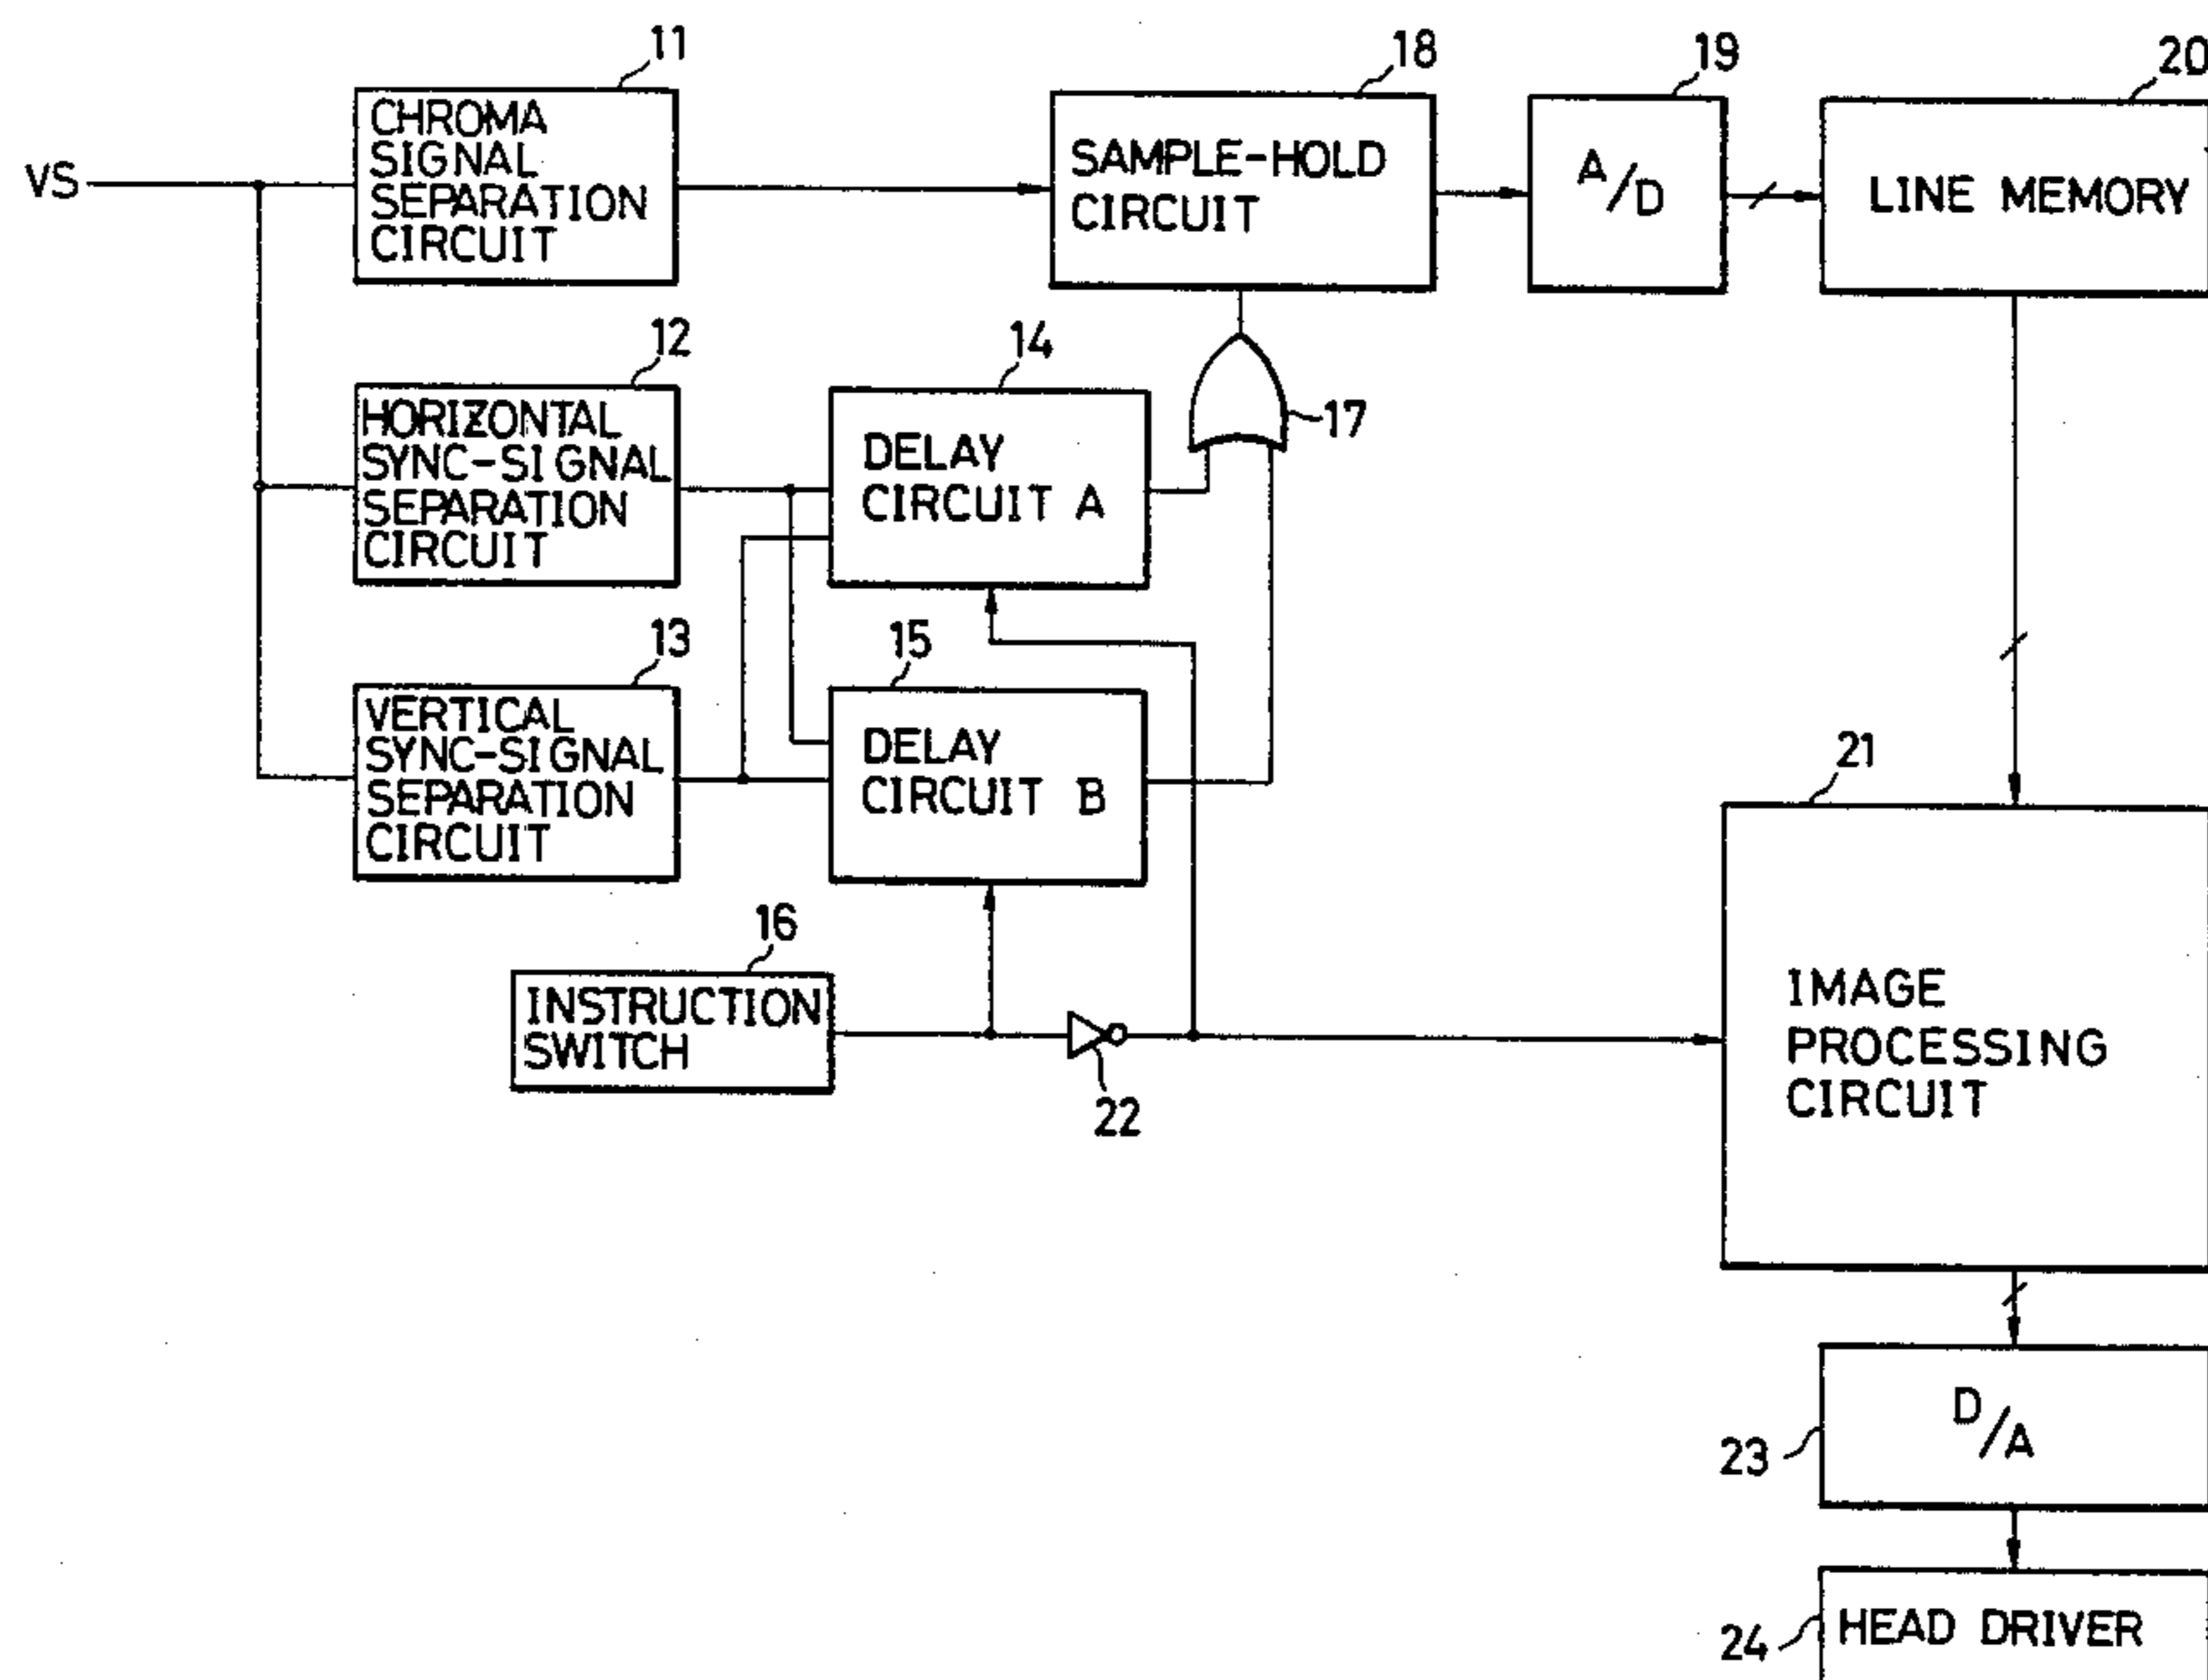 11
18
19
20
VS
CHROMA
SIGNAL
SEPARATION
CIRCUIT
SAMPLE-HOLD
CIRCUIT
A/D
LINE MEMORY
12
14
17
HORIZONTAL
SYNC-SIGNAL
SEPARATION
CIRCUIT
DELAY
CIRCUIT A
13
15
VERTICAL
SYNC-SIGNAL
SEPARATION
CIRCUIT
DELAY
CIRCUIT B
21
16
INSTRUCTION
SWITCH
22
IMAGE
PROCESSING
CIRCUIT
D/A
23
HEAD DRIVER
24